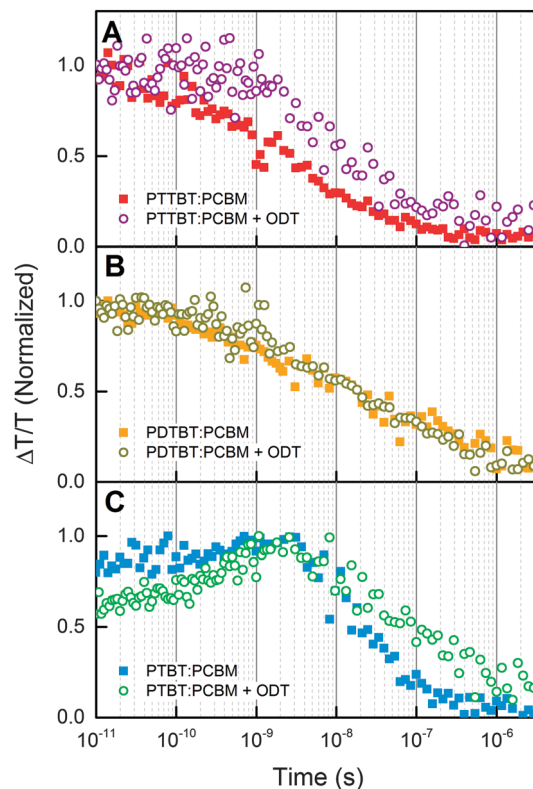 A
1.0
0.5
PTTBT:PCBM
PTTBT:PCBM + ODT
0.0
B
1.0
0.5
PDTBT:PCBM
PDTBT:PCBM + ODT
0.0
C
1.0
0.5
PTBT:PCBM
PTBT:PCBM + ODT
0.0
ΔT/T (Normalized)
10⁻¹¹ 10⁻¹⁰ 10⁻⁹ 10⁻⁸ 10⁻⁷ 10⁻⁶
Time (s)